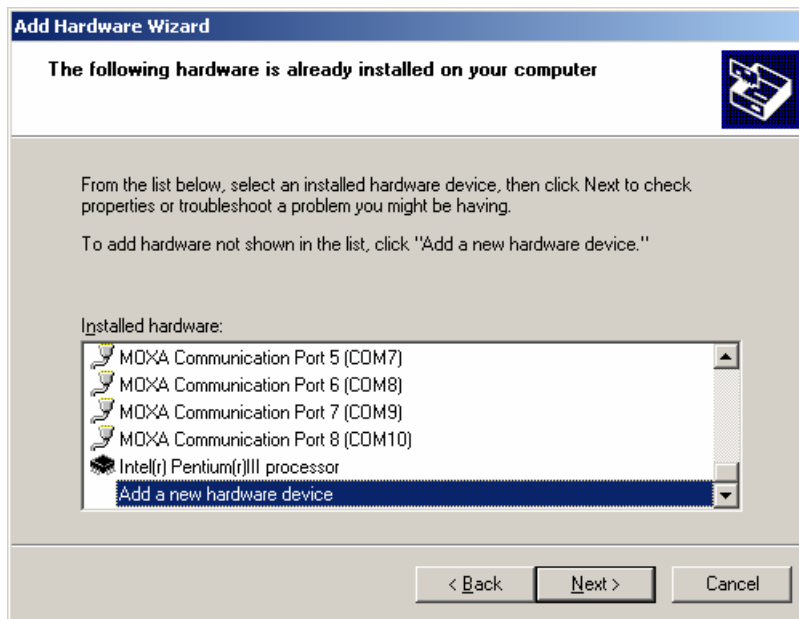 Add Hardware Wizard
The following hardware is already installed on your computer
From the list below, select an installed hardware device, then click Next to check
properties or troubleshoot a problem you might be having.
To add hardware not shown in the list, click "Add a new hardware device."
Installed hardware:
MOXA Communication Port 5 (COM7)
MOXA Communication Port 6 (COM8)
MOXA Communication Port 7 (COM9)
MOXA Communication Port 8 (COM10)
Intel(r) Pentium(r)III processor
Add a new hardware device
< Back Next > Cancel